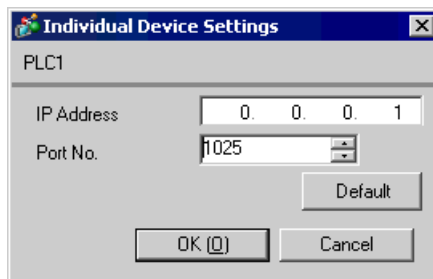 Individual Device Settings
PLC1
IP Address 0. 0. 0. 1
Port No. 1025
Default
OK (O) Cancel